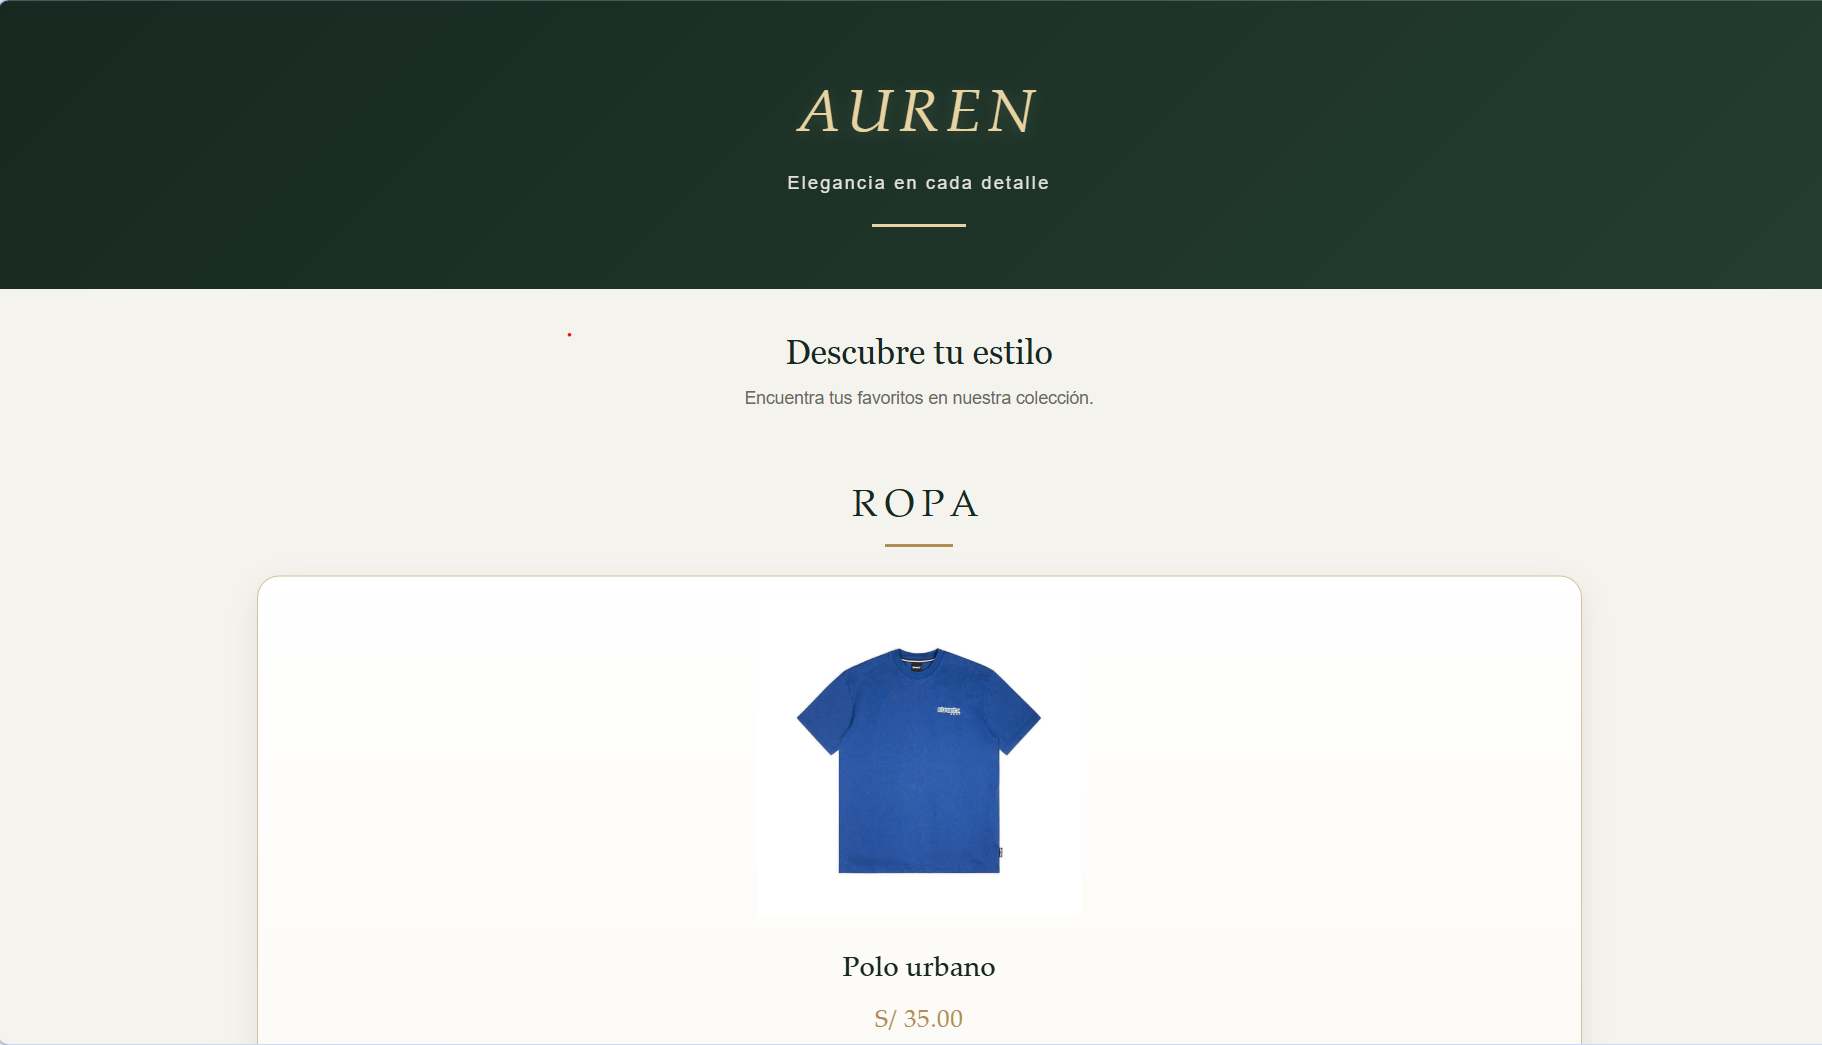 AUREN
Elegancia en cada detalle
Descubre tu estilo
Encuentra tus favoritos en nuestra colección.
ROPA
Polo urbano
S/ 35.00